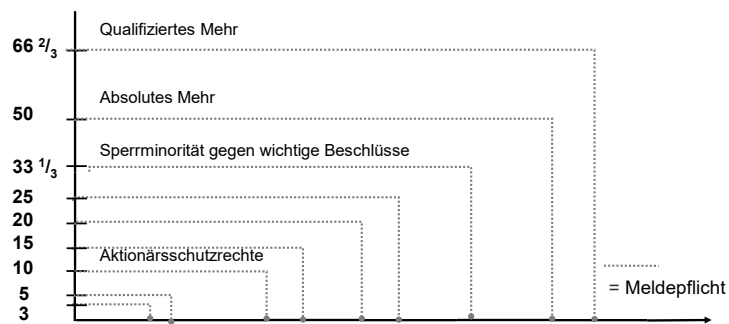 Qualifiziertes Mehr
66 2/3
Absolutes Mehr
50
Sperrminorität gegen wichtige Beschlüsse
33 1/3
25
20
15
Aktionärsschutzrechte
10
= Meldepflicht
5
3